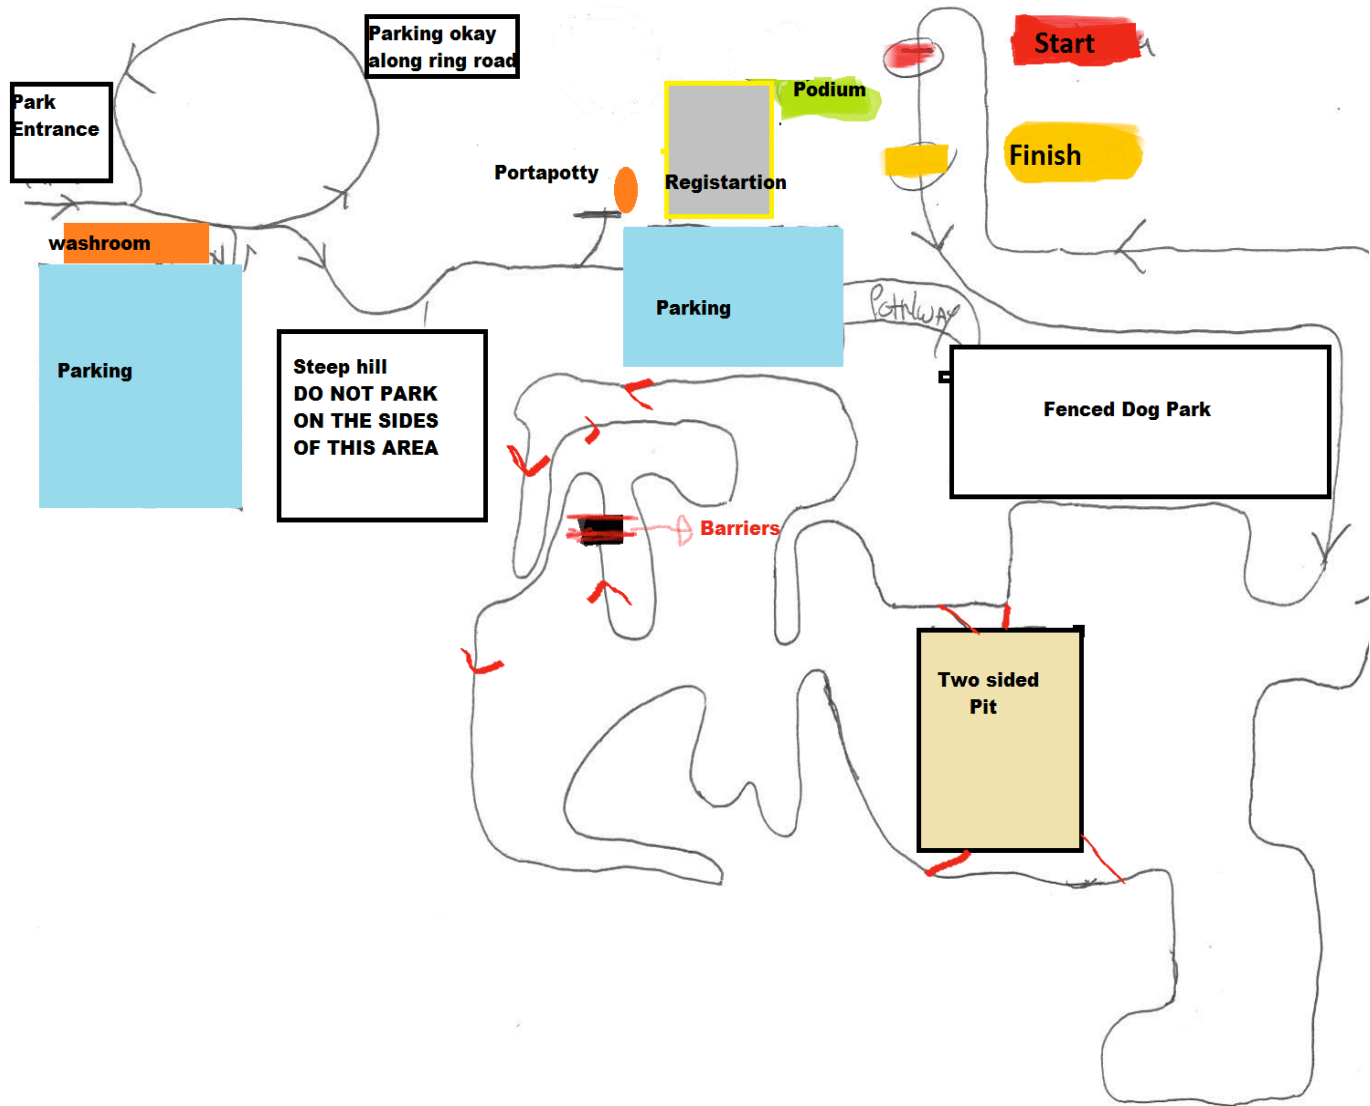 Parking okay
along ring road
Park
Entrance
Start
Podium
Finish
Portapotty
Registartion
washroom
Parking
Parking
PATHWAY
Steep hill
DO NOT PARK
ON THE SIDES
OF THIS AREA
Fenced Dog Park
Barriers
Two sided
Pit